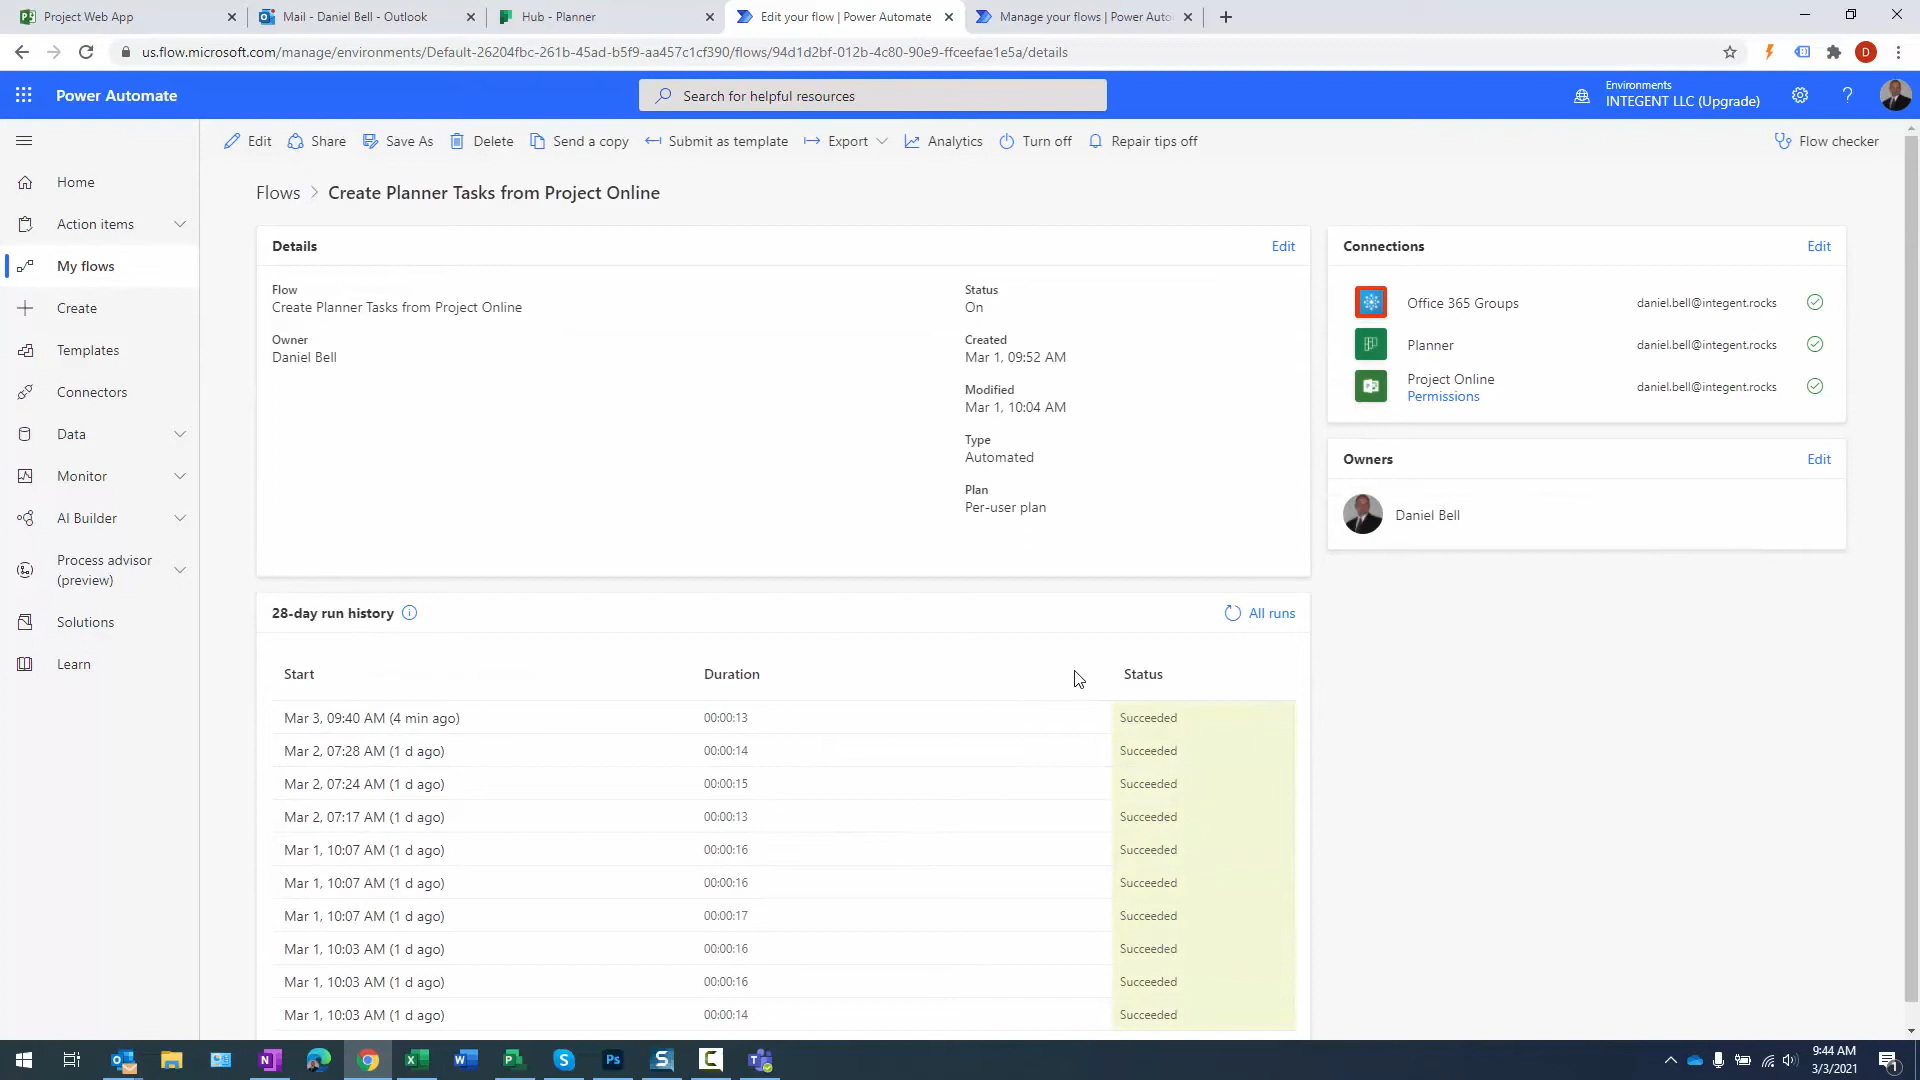 Project Web App
Mail - Daniel Bell - Outlook
Hub - Planner
Edit your flow | Power Automate
Manage your flows | Power Auto
us.flow.microsoft.com/manage/environments/Default-26204fbc-261b-45ad-b5f9-aa457c1cf390/flows/94d1d2bf-012b-4c80-90e9-ffceefae1e5a/details
D
Power Automate
Search for helpful resources
Environments
INTEGENT LLC (Upgrade)
Edit
Share
Save As
Delete
Send a copy
Submit as template
Export
Analytics
Turn off
Repair tips off
Flow checker
Home
Action items
My flows
Create
Templates
Connectors
Data
Monitor
AI Builder
Process advisor
(preview)
Solutions
Learn
Flows > Create Planner Tasks from Project Online
Details
Edit
Flow
Create Planner Tasks from Project Online
Owner
Daniel Bell
Status
On
Created
Mar 1, 09:52 AM
Modified
Mar 1, 10:04 AM
Type
Automated
Plan
Per-user plan
Connections
Edit
Office 365 Groups daniel.bell@integent.rocks
Planner daniel.bell@integent.rocks
Project Online daniel.bell@integent.rocks
Permissions
Owners
Edit
Daniel Bell
28-day run history
All runs
Start Duration Status
Mar 3, 09:40 AM (4 min ago) 00:00:13 Succeeded
Mar 2, 07:28 AM (1 d ago) 00:00:14 Succeeded
Mar 2, 07:24 AM (1 d ago) 00:00:15 Succeeded
Mar 2, 07:17 AM (1 d ago) 00:00:13 Succeeded
Mar 1, 10:07 AM (1 d ago) 00:00:16 Succeeded
Mar 1, 10:07 AM (1 d ago) 00:00:16 Succeeded
Mar 1, 10:07 AM (1 d ago) 00:00:17 Succeeded
Mar 1, 10:03 AM (1 d ago) 00:00:16 Succeeded
Mar 1, 10:03 AM (1 d ago) 00:00:16 Succeeded
Mar 1, 10:03 AM (1 d ago) 00:00:14 Succeeded
9:44 AM
3/3/2021
1